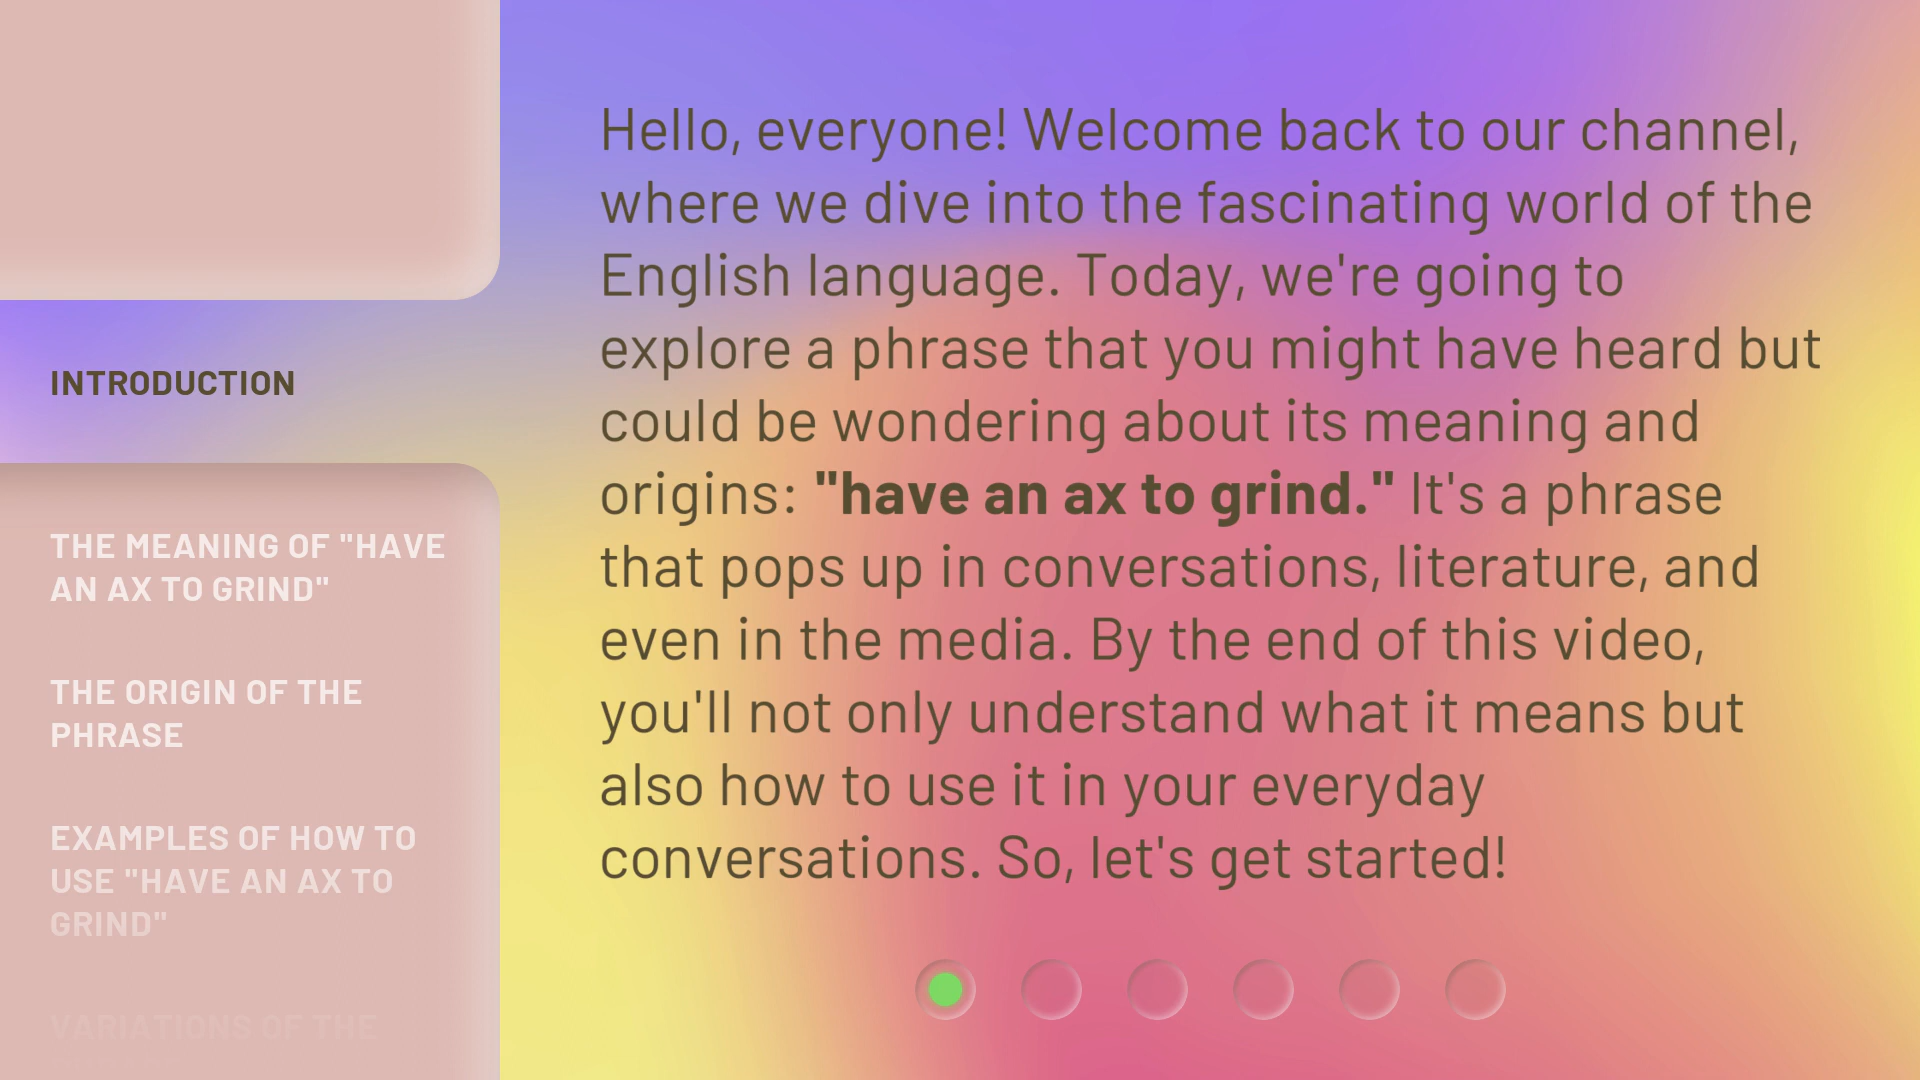 INTRODUCTION
THE MEANING OF "HAVE
AN AX TO GRIND"
THE ORIGIN OF THE
PHRASE
EXAMPLES OF HOW TO
USE "HAVE AN AX TO
GRIND"
VARIATIONS OF THE
Hello, everyone! Welcome back to our channel,
where we dive into the fascinating world of the
English language. Today, we're going to
explore a phrase that you might have heard but
could be wondering about its meaning and
origins: "have an ax to grind." It's a phrase
that pops up in conversations, literature, and
even in the media. By the end of this video,
you'll not only understand what it means but
also how to use it in your everyday
conversations. So, let's get started!